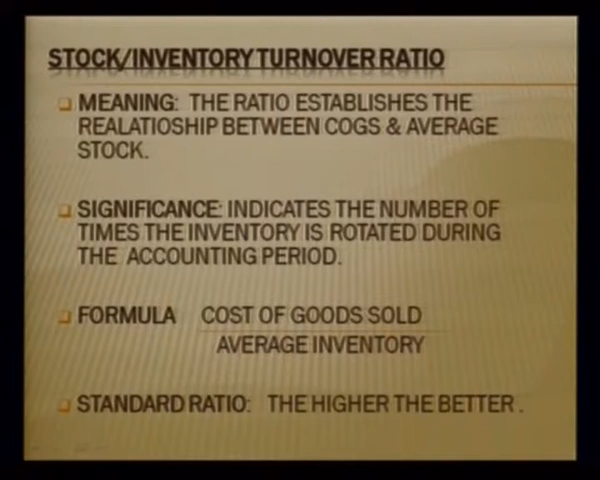 STOCK/INVENTORY TURNOVER RATIO
MEANING: THE RATIO ESTABLISHES THE
REALATIOSHIP BETWEEN COGS & AVERAGE
STOCK.
SIGNIFICANCE: INDICATES THE NUMBER OF
TIMES THE INVENTORY IS ROTATED DURING
THE ACCOUNTING PERIOD.
FORMULA COST OF GOODS SOLD
AVERAGE INVENTORY
STANDARD RATIO: THE HIGHER THE BETTER .